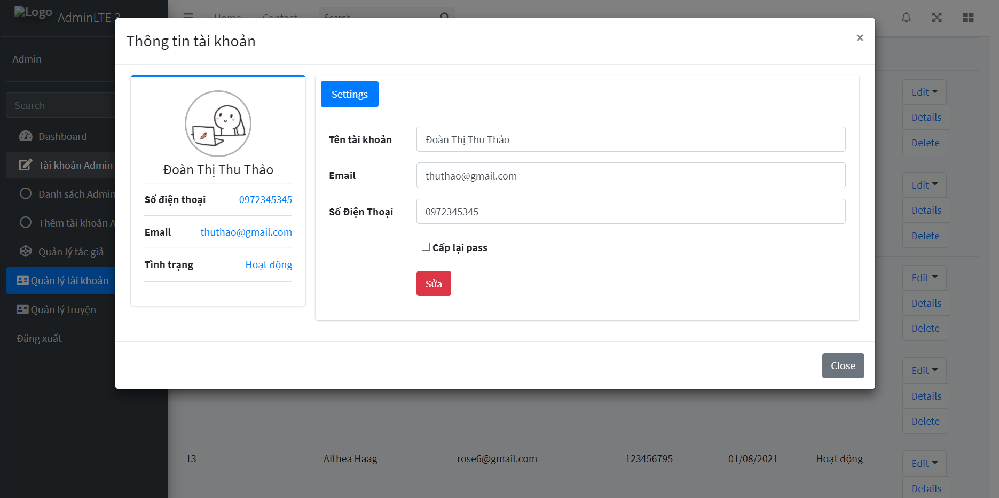 Logo
AdminLTE 3
Home
Contact
Search
Admin
Search
Dashboard
Tài khoản Admin
Danh sách Admin
Thêm tài khoản A
Quản lý tác giả
Quản lý tài khoản
Quản lý truyện
Đăng xuất
Thông tin tài khoản
×
Đoàn Thị Thu Thảo
Số điện thoại 0972345345
Email thuthao@gmail.com
Tình trạng Hoạt động
Settings
Tên tài khoản Đoàn Thị Thu Thảo
Email thuthao@gmail.com
Số Điện Thoại 0972345345
Cấp lại pass
Sửa
Close
Edit
Details
Delete
Edit
Details
Delete
Edit
Details
Delete
Edit
Details
Delete
13 Althea Haag rose6@gmail.com 123456795 01/08/2021 Hoạt động
Edit
Details